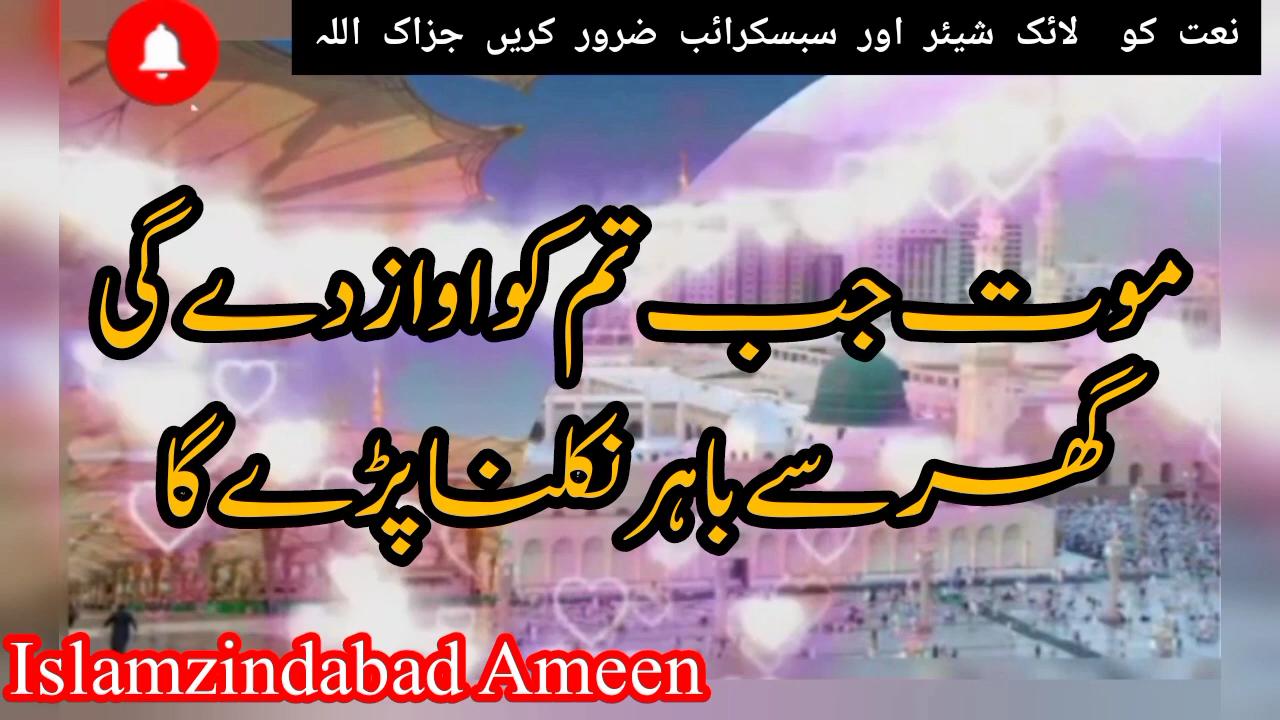 نعت کو لائک شیئر اور سبسکرائب ضرور کریں جزاک اللہ
موت جب تم کو اواز دے گی
گھر سے باہر نکلنا پڑے گا
Islamzindabad Ameen